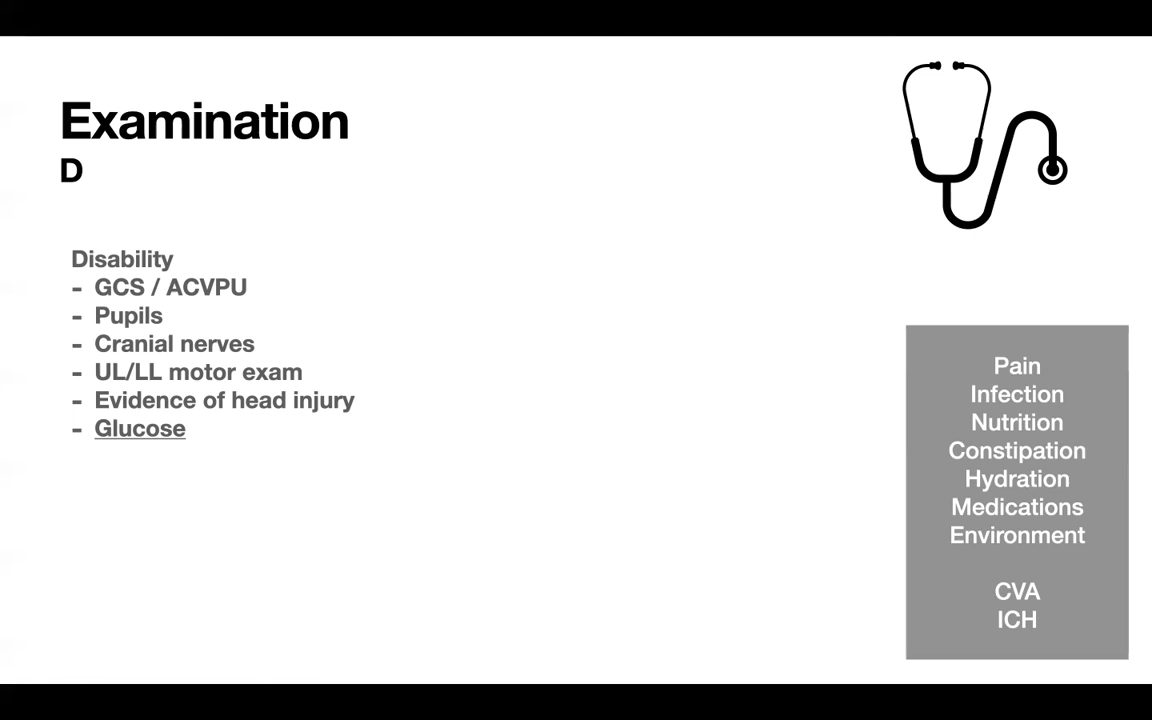 Examination
D
Disability
- GCS / ACVPU
- Pupils
- Cranial nerves
- UL/LL motor exam
- Evidence of head injury
- Glucose
Pain
Infection
Nutrition
Constipation
Hydration
Medications
Environment
CVA
ICH